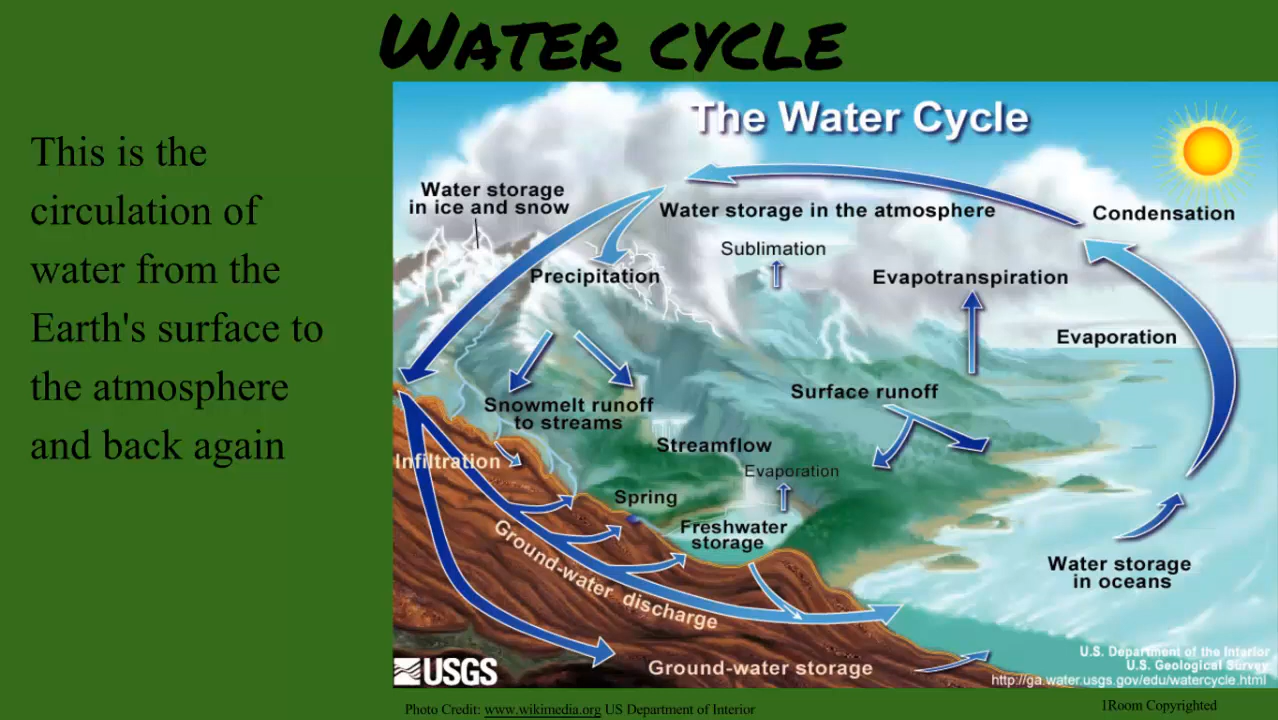 Water cycle
This is the
circulation of
water from the
Earth's surface to
the atmosphere
and back again
The Water Cycle
Water storage
in ice and snow
Water storage in the atmosphere
Condensation
Sublimation
Precipitation
Evapotranspiration
Evaporation
Surface runoff
Snowmelt runoff
to streams
Streamflow
Infiltration
Evaporation
Spring
Freshwater
storage
Water storage
in oceans
Ground-water discharge
Ground-water storage
USGS
U.S. Department of the Interior
U.S. Geological Survey
http://ga.water.usgs.gov/edu/watercycle.html
Photo Credit: www.wikimedia.org US Department of Interior
1Room Copyrighted